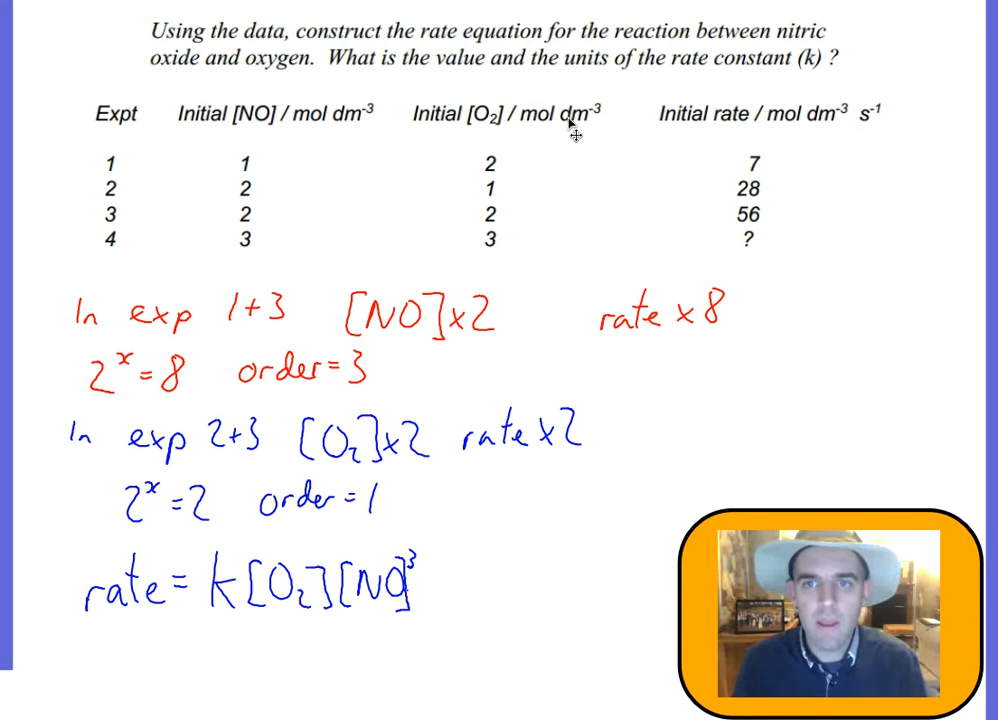 Using the data, construct the rate equation for the reaction between nitric
oxide and oxygen. What is the value and the units of the rate constant (k) ?
Expt Initial [NO] / mol dm⁻³ Initial [O₂] / mol dm⁻³ Initial rate / mol dm⁻³ s⁻¹
1 1 2 7
2 2 1 28
3 2 2 56
4 3 3 ?
In exp 1+3 [NO]x2 rate x8
2ˣ = 8 order = 3
In exp 2+3 [O₂]x2 rate x2
2ˣ = 2 order = 1
rate = k[O₂][NO]³